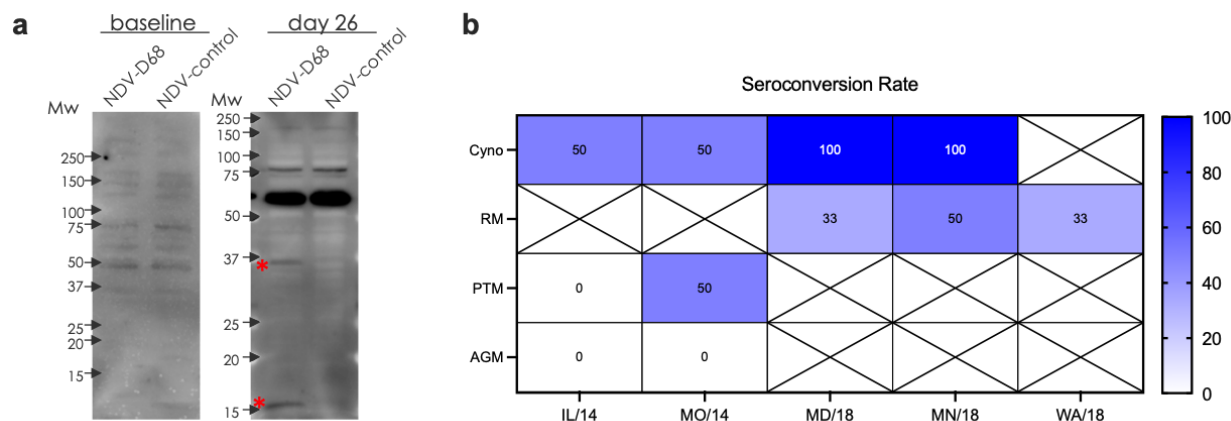 a
baseline
day 26
NDV-D68
NDV-control
NDV-D68
NDV-control
Mw
250
150
100
75
50
37
25
20
15
Mw
250
150
100
75
50
37
25
20
15
*
*
b
Seroconversion Rate
Cyno 50 50 100 100
RM 33 50 33
PTM 0 50
AGM 0 0
IL/14 MO/14 MD/18 MN/18 WA/18
100
80
60
40
20
0